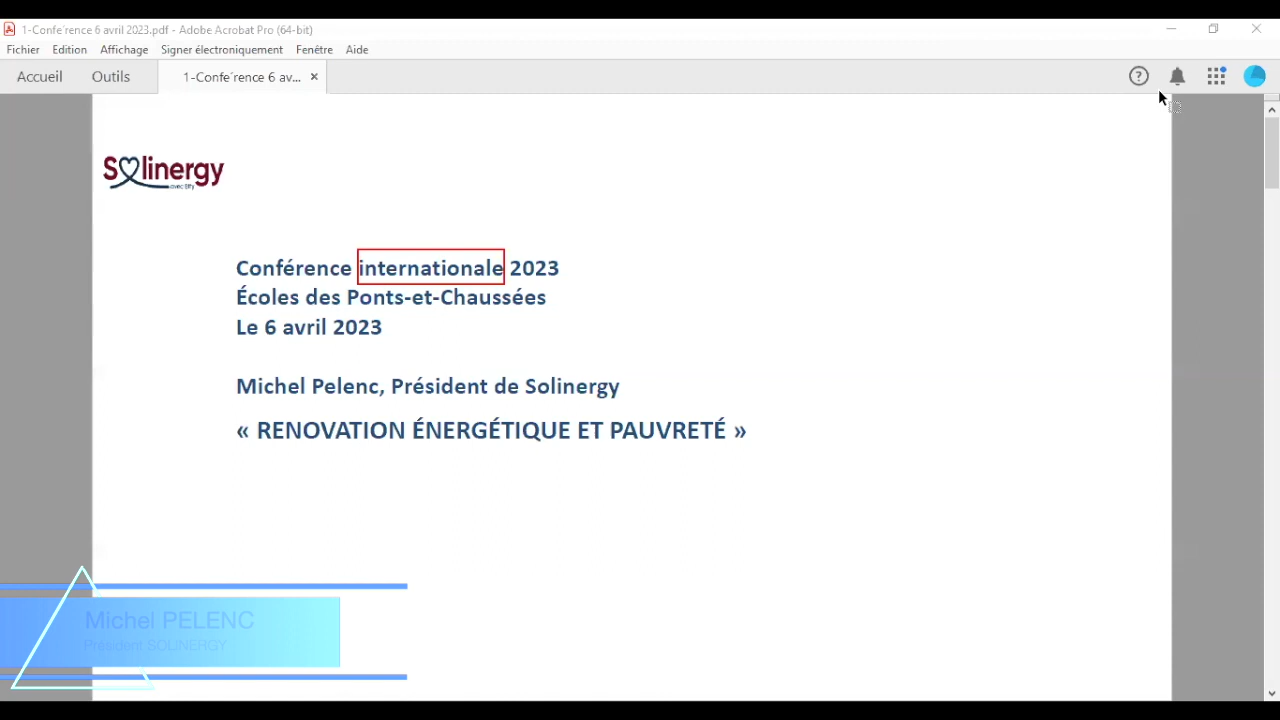 1-Confe´rence 6 avril 2023.pdf - Adobe Acrobat Pro (64-bit)
Fichier Edition Affichage Signer électroniquement Fenêtre Aide
Accueil Outils 1-Confe´rence 6 av... ×
Solinergy
avec Effy
Conférence internationale 2023
Écoles des Ponts-et-Chaussées
Le 6 avril 2023
Michel Pelenc, Président de Solinergy
« RENOVATION ÉNERGÉTIQUE ET PAUVRETÉ »
Michel PELENC
Président SOLINERGY